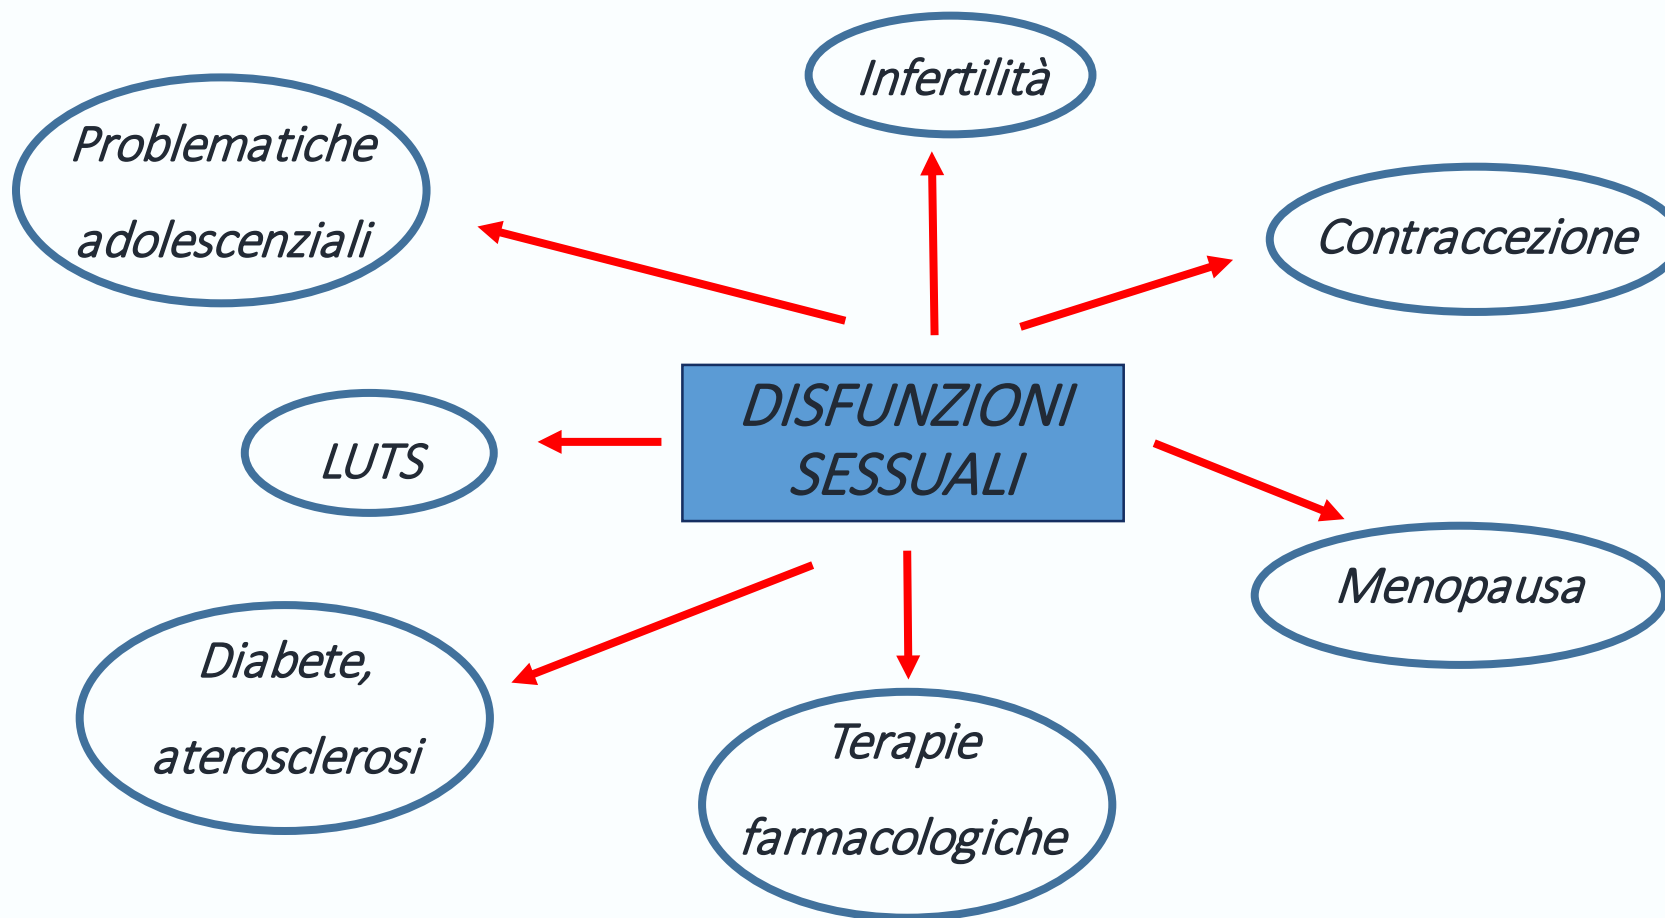 Infertilità
Problematiche
adolescenziali
Contraccezione
DISFUNZIONI
SESSUALI
LUTS
Menopausa
Diabete,
aterosclerosi
Terapie
farmacologiche